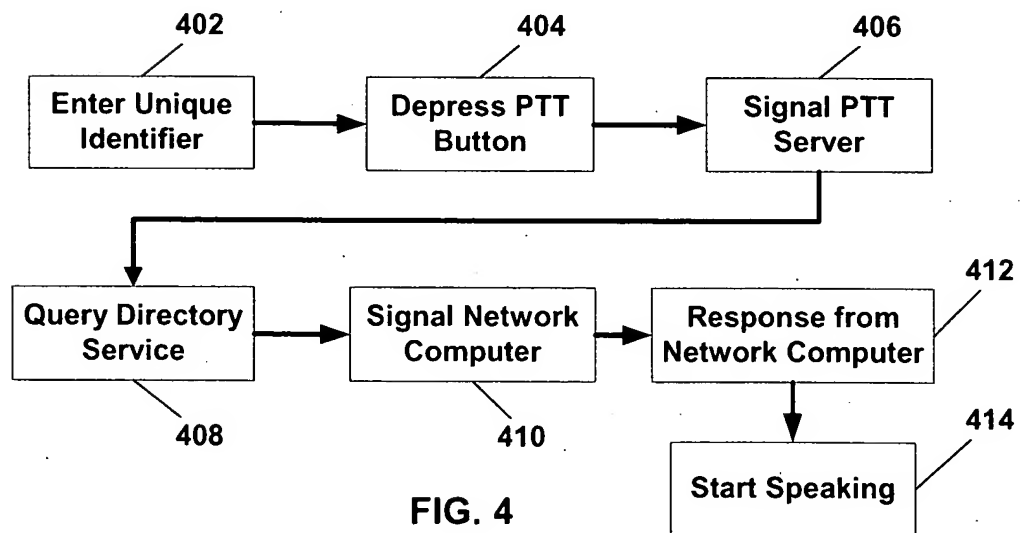 402
404
406
Enter Unique
Identifier
Depress PTT
Button
Signal PTT
Server
Query Directory
Service
Signal Network
Computer
Response from
Network Computer
412
408
410
414
Start Speaking
FIG. 4